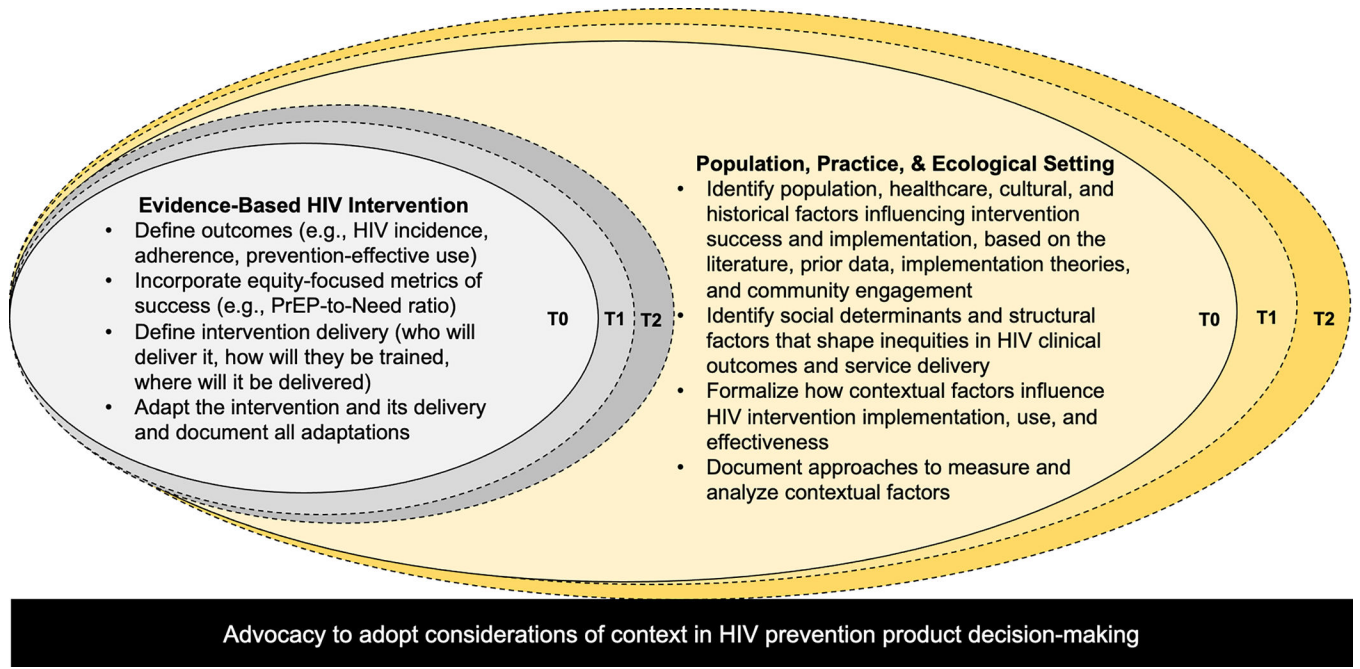 Evidence-Based HIV Intervention
• Define outcomes (e.g., HIV incidence,
adherence, prevention-effective use)
• Incorporate equity-focused metrics of
success (e.g., PrEP-to-Need ratio)
• Define intervention delivery (who will
deliver it, how will they be trained,
where will it be delivered)
• Adapt the intervention and its delivery
and document all adaptations
T0
T1
T2
Population, Practice, & Ecological Setting
• Identify population, healthcare, cultural, and
historical factors influencing intervention
success and implementation, based on the
literature, prior data, implementation theories,
and community engagement
• Identify social determinants and structural
factors that shape inequities in HIV clinical
outcomes and service delivery
• Formalize how contextual factors influence
HIV intervention implementation, use, and
effectiveness
• Document approaches to measure and
analyze contextual factors
T0
T1
T2
Advocacy to adopt considerations of context in HIV prevention product decision-making